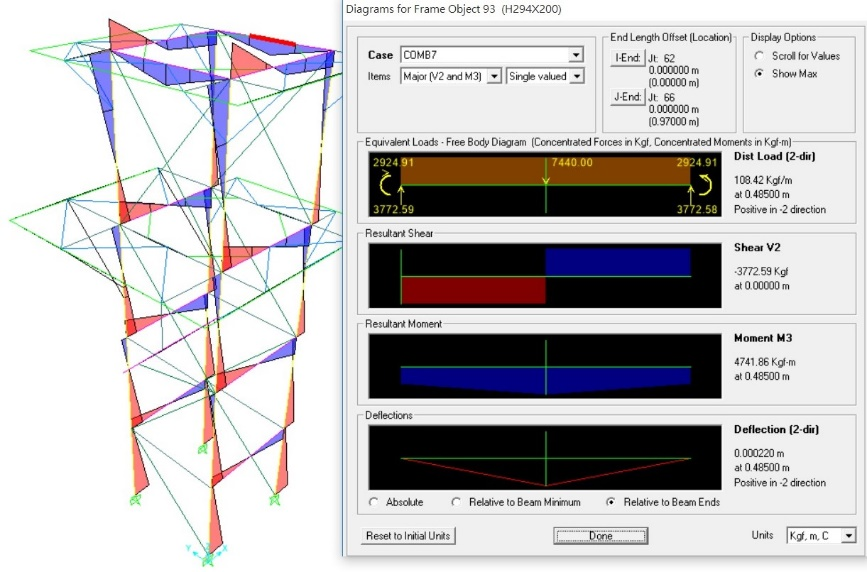 Diagrams for Frame Object 93 (H294X200)
Case COMB7
Items Major (V2 and M3) Single valued
End Length Offset (Location)
I-End: Jt: 62
0.000000 m
(0.00000 m)
J-End: Jt: 66
0.000000 m
(0.97000 m)
Display Options
Scroll for Values
Show Max
Equivalent Loads - Free Body Diagram (Concentrated Forces in Kgf, Concentrated Moments in Kgf-m)
2924.91 7440.00 2924.91
3772.59 3772.58
Dist Load (2-dir)
108.42 Kgf/m
at 0.48500 m
Positive in -2 direction
Resultant Shear
Shear V2
-3772.59 Kgf
at 0.00000 m
Resultant Moment
Moment M3
4741.86 Kgf-m
at 0.48500 m
Deflections
Deflection (2-dir)
0.000220 m
at 0.48500 m
Positive in -2 direction
Absolute Relative to Beam Minimum Relative to Beam Ends
Reset to Initial Units Done Units Kgf, m, C